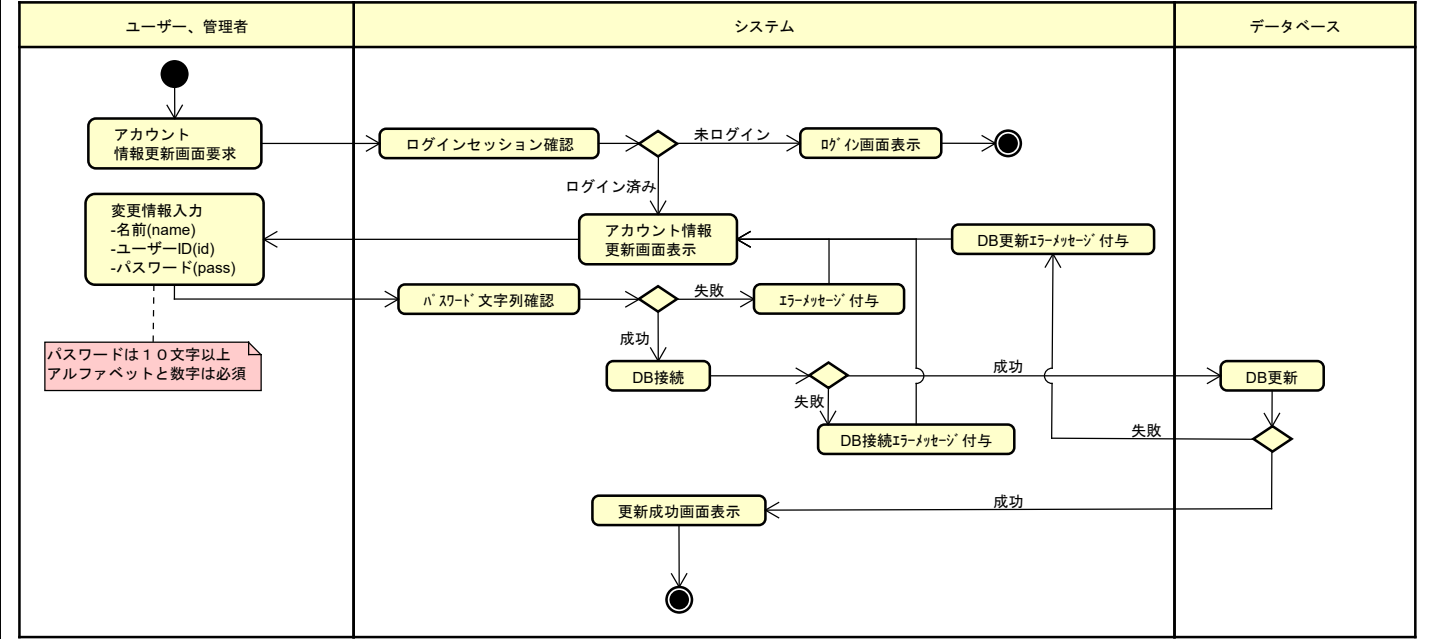 ユーザー、管理者
システム
データベース
アカウント
情報更新画面要求
ログインセッション確認
未ログイン
ﾛｸﾞｲﾝ画面表示
ログイン済み
変更情報入力
-名前(name)
-ユーザーID(id)
-パスワード(pass)
アカウント情報
更新画面表示
DB更新ｴﾗｰﾒｯｾｰｼﾞ付与
ﾊﾟｽﾜｰﾄﾞ文字列確認
失敗
ｴﾗｰﾒｯｾｰｼﾞ付与
成功
パスワードは１０文字以上
アルファベットと数字は必須
DB接続
成功
DB更新
失敗
DB接続ｴﾗｰﾒｯｾｰｼﾞ付与
失敗
更新成功画面表示
成功